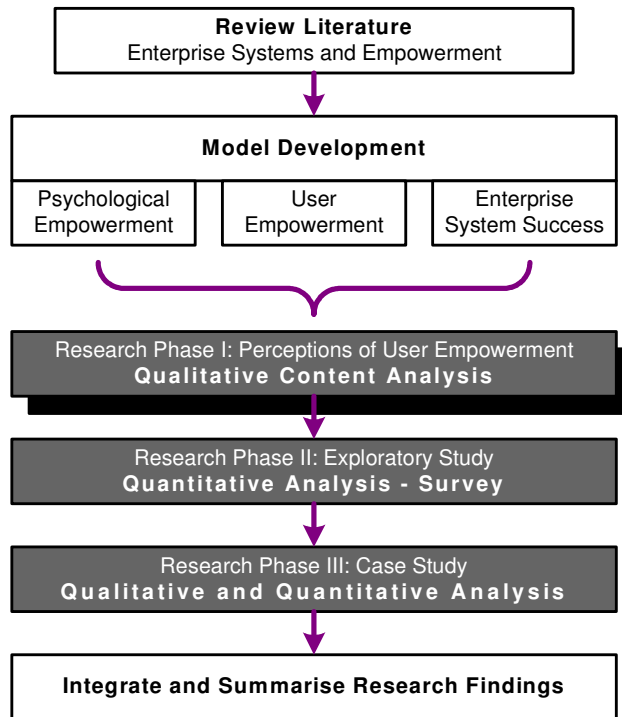 Review Literature
Enterprise Systems and Empowerment
Model Development
Psychological
Empowerment
User
Empowerment
Enterprise
System Success
Research Phase I: Perceptions of User Empowerment
Qualitative Content Analysis
Research Phase II: Exploratory Study
Quantitative Analysis - Survey
Research Phase III: Case Study
Qualitative and Quantitative Analysis
Integrate and Summarise Research Findings